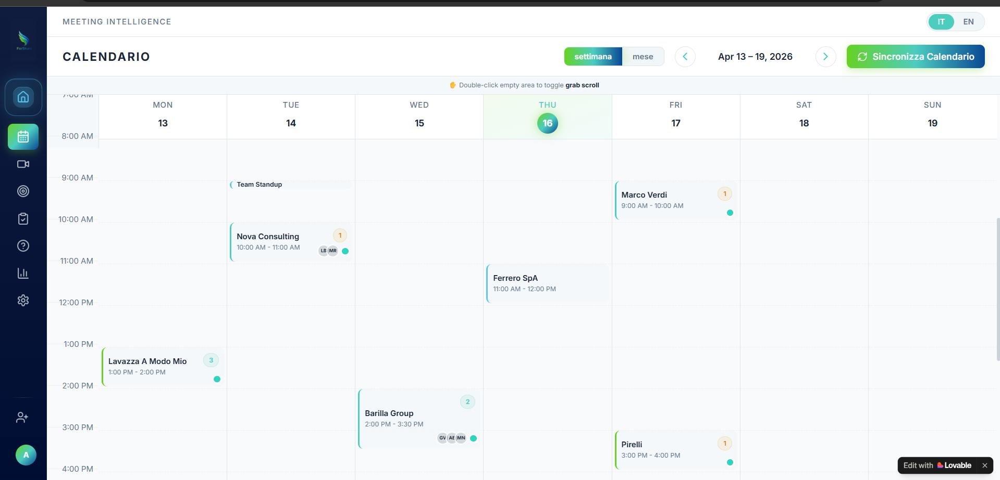 MEETING INTELLIGENCE
IT EN
CALENDARIO
settimana mese
Apr 13 – 19, 2026
Sincronizza Calendario
Double-click empty area to toggle grab scroll
7:00 AM
MON TUE WED THU FRI SAT SUN
13 14 15 16 17 18 19
8:00 AM
9:00 AM
Team Standup
Marco Verdi 1
9:00 AM - 10:00 AM
10:00 AM
Nova Consulting 1
10:00 AM - 11:00 AM
LB MR
11:00 AM
Ferrero SpA
11:00 AM - 12:00 PM
12:00 PM
1:00 PM
Lavazza A Modo Mio 3
1:00 PM - 2:00 PM
2:00 PM
2
Barilla Group
2:00 PM - 3:30 PM
3:00 PM
GV AE MN
Pirelli 1
3:00 PM - 4:00 PM
A
4:00 PM
Edit with Lovable